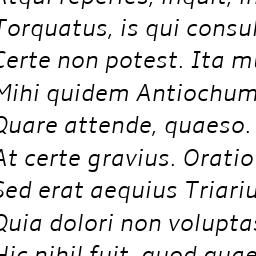 Atqui reperies, inquit, in
Torquatus, is qui consul
Certe non potest. Ita mu
Mihi quidem Antiochum
Quare attende, quaeso.
At certe gravius. Oratio
Sed erat aequius Triariu
Quia dolori non voluptas
Hic nihil fuit, quod quae